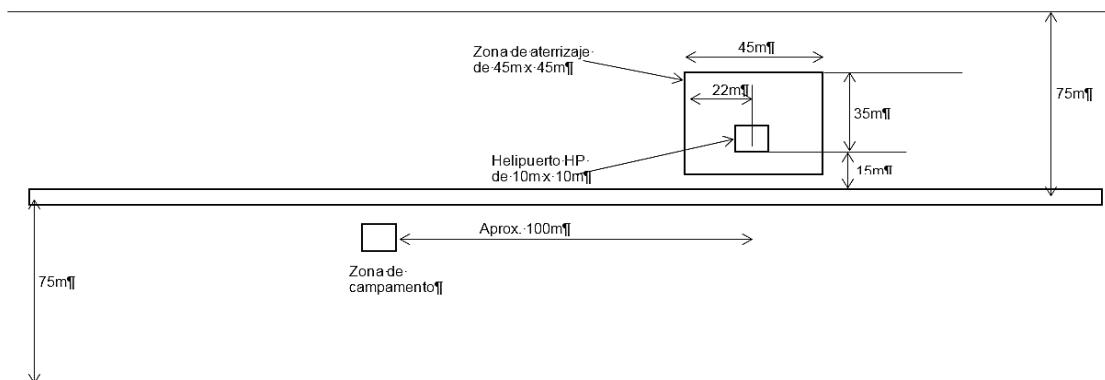 Zona·de·aterrizaje·
de·45m·x·45m¶
45m¶
22m¶
35m¶
75m¶
Helipuerto·HP·
de·10m·x·10m¶
15m¶
Aprox.·100m¶
Zona·de·
campamento¶
75m¶